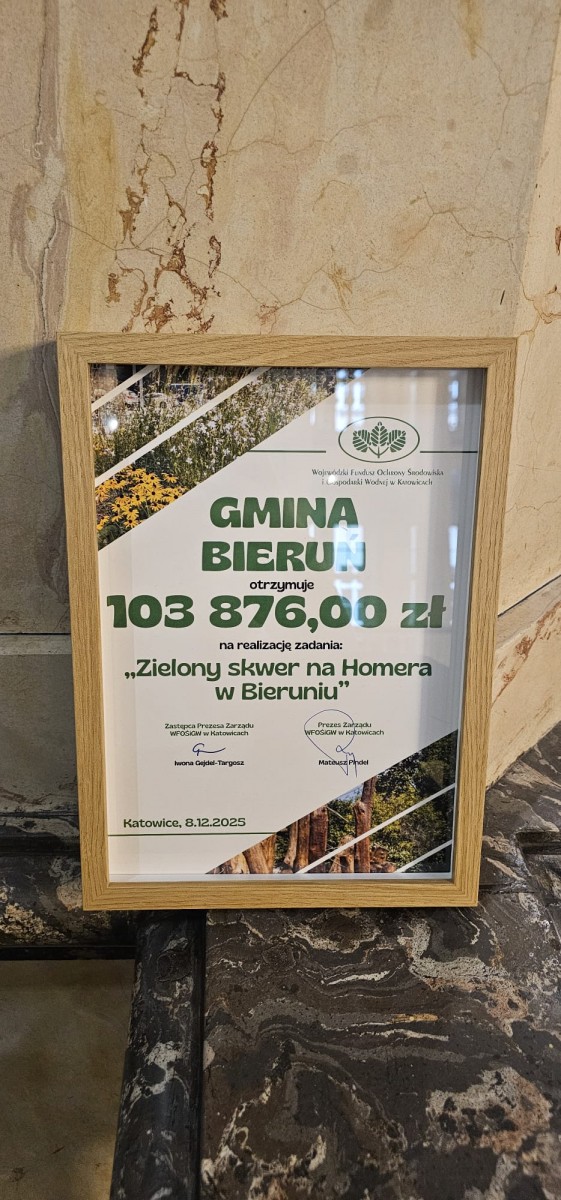 Wojewódzki Fundusz Ochrony Środowiska
i Gospodarki Wodnej w Katowicach
GMINA
BIERUŃ
otrzymuje
103 876,00 zł
na realizację zadania:
„Zielony skwer na Homera
w Bieruniu”
Zastępca Prezesa Zarządu
WFOŚiGW w Katowicach
Iwona Gejdel-Targosz
Prezes Zarządu
WFOŚiGW w Katowicach
Mateusz Pindel
Katowice, 8.12.2025